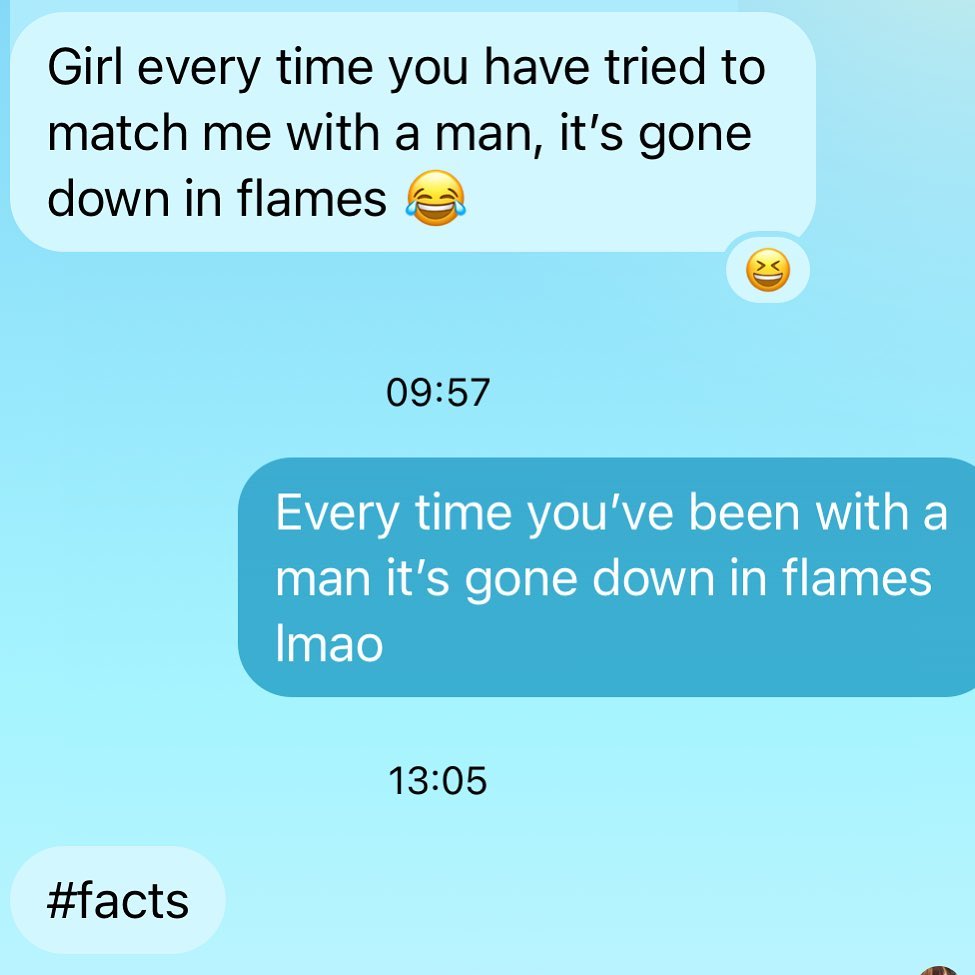 Girl every time you have tried to
match me with a man, it’s gone
down in flames 😂
09:57
Every time you’ve been with a
man it’s gone down in flames
lmao
13:05
#facts